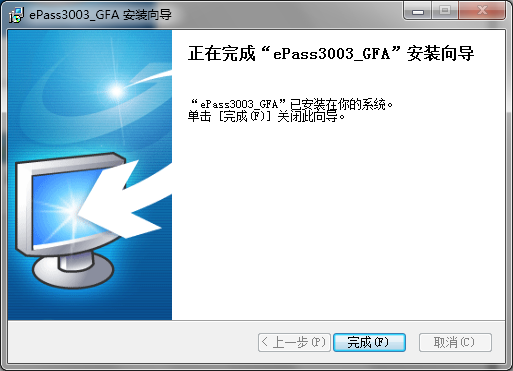 ePass3003_GFA 安装向导
正在完成“ePass3003_GFA”安装向导
“ePass3003_GFA”已安装在你的系统。
单击 [完成(F)] 关闭此向导。
< 上一步(P)
完成(F)
取消(C)